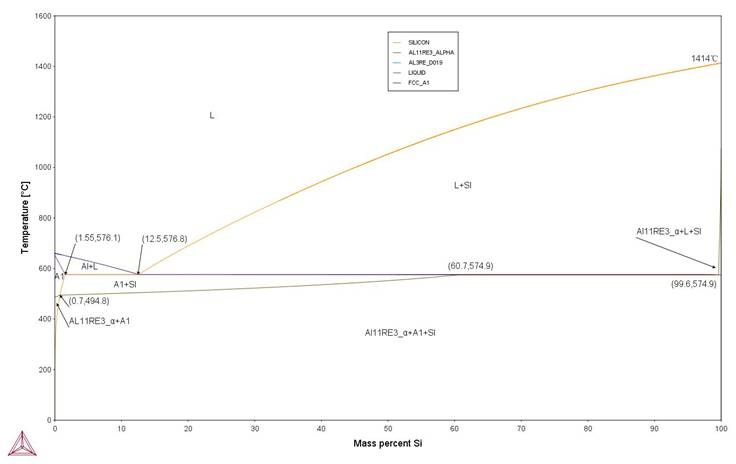 1600
1400
1200
1000
800
600
400
200
0
Temperature [°C]
SILICON
AL11RE3_ALPHA
AL3RE_D019
LIQUID
FCC_A1
1414℃
L
L+SI
Al11RE3_α+L+SI
(1.55,576.1)
(12.5,576.8)
Al+L
(60.7,574.9)
A1
A1+SI
(99.6,574.9)
(0.7,494.8)
AL11RE3_α+A1
Al11RE3_α+A1+SI
0 10 20 30 40 50 60 70 80 90 100
Mass percent Si